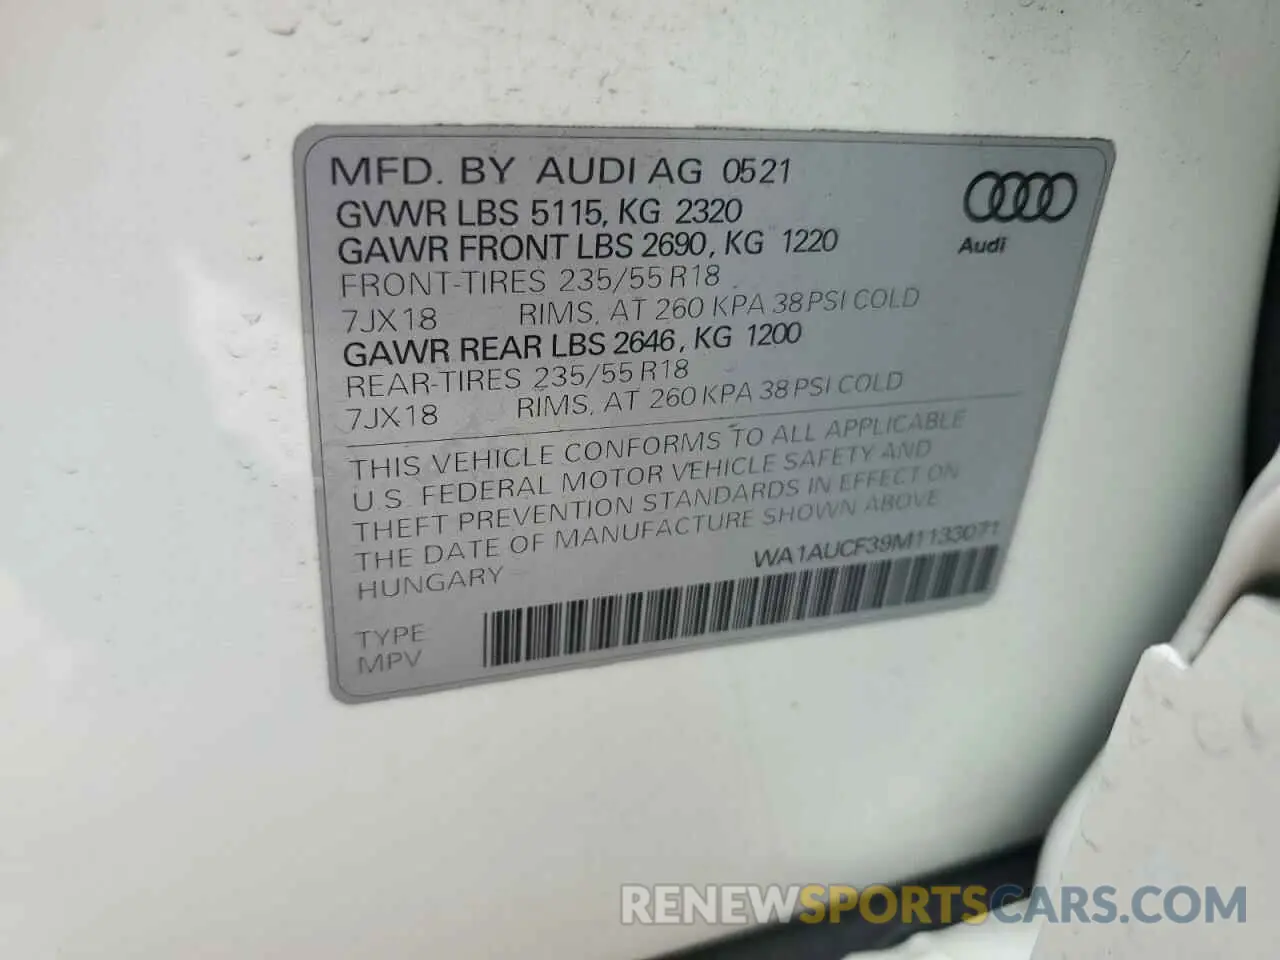 MFD. BY AUDI AG 0521
GVWR LBS 5115, KG 2320
GAWR FRONT LBS 2690, KG 1220
FRONT-TIRES 235/55 R18
7JX18 RIMS, AT 260 KPA 38 PSI COLD
GAWR REAR LBS 2646, KG 1200
REAR-TIRES 235/55 R18
7JX18 RIMS, AT 260 KPA 38 PSI COLD
Audi
THIS VEHICLE CONFORMS TO ALL APPLICABLE
U.S. FEDERAL MOTOR VEHICLE SAFETY AND
THEFT PREVENTION STANDARDS IN EFFECT ON
THE DATE OF MANUFACTURE SHOWN ABOVE
HUNGARY
WA1AUCF39M1133071
TYPE
MPV
RENEWSPORTSCARS.COM